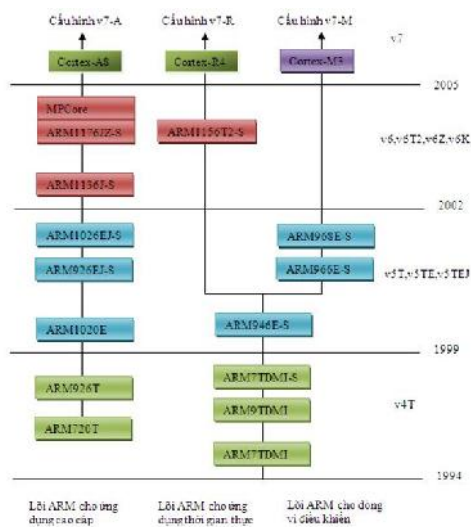 Cấu hình v7-A
Cấu hình v7-R
Cấu hình v7-M
v7
Cortex-A8
Cortex-R4
Cortex-M3
2005
MPCore
ARM1176JZ-S
ARM1156T2-S
v6,v6T2,v6Z,v6K
ARM1136J-S
2002
ARM1026EJ-S
ARM968E-S
ARM926EJ-S
ARM966E-S
v5T,v5TE,v5TEJ
ARM1020E
ARM946E-S
1999
ARM926T
ARM7TDMI-S
ARM9TDMI
v4T
ARM720T
ARM7TDMI
1994
Lõi ARM cho ứng
dụng cao cấp
Lõi ARM cho ứng
dụng thời gian thực
Lõi ARM cho dòng
vi điều khiển